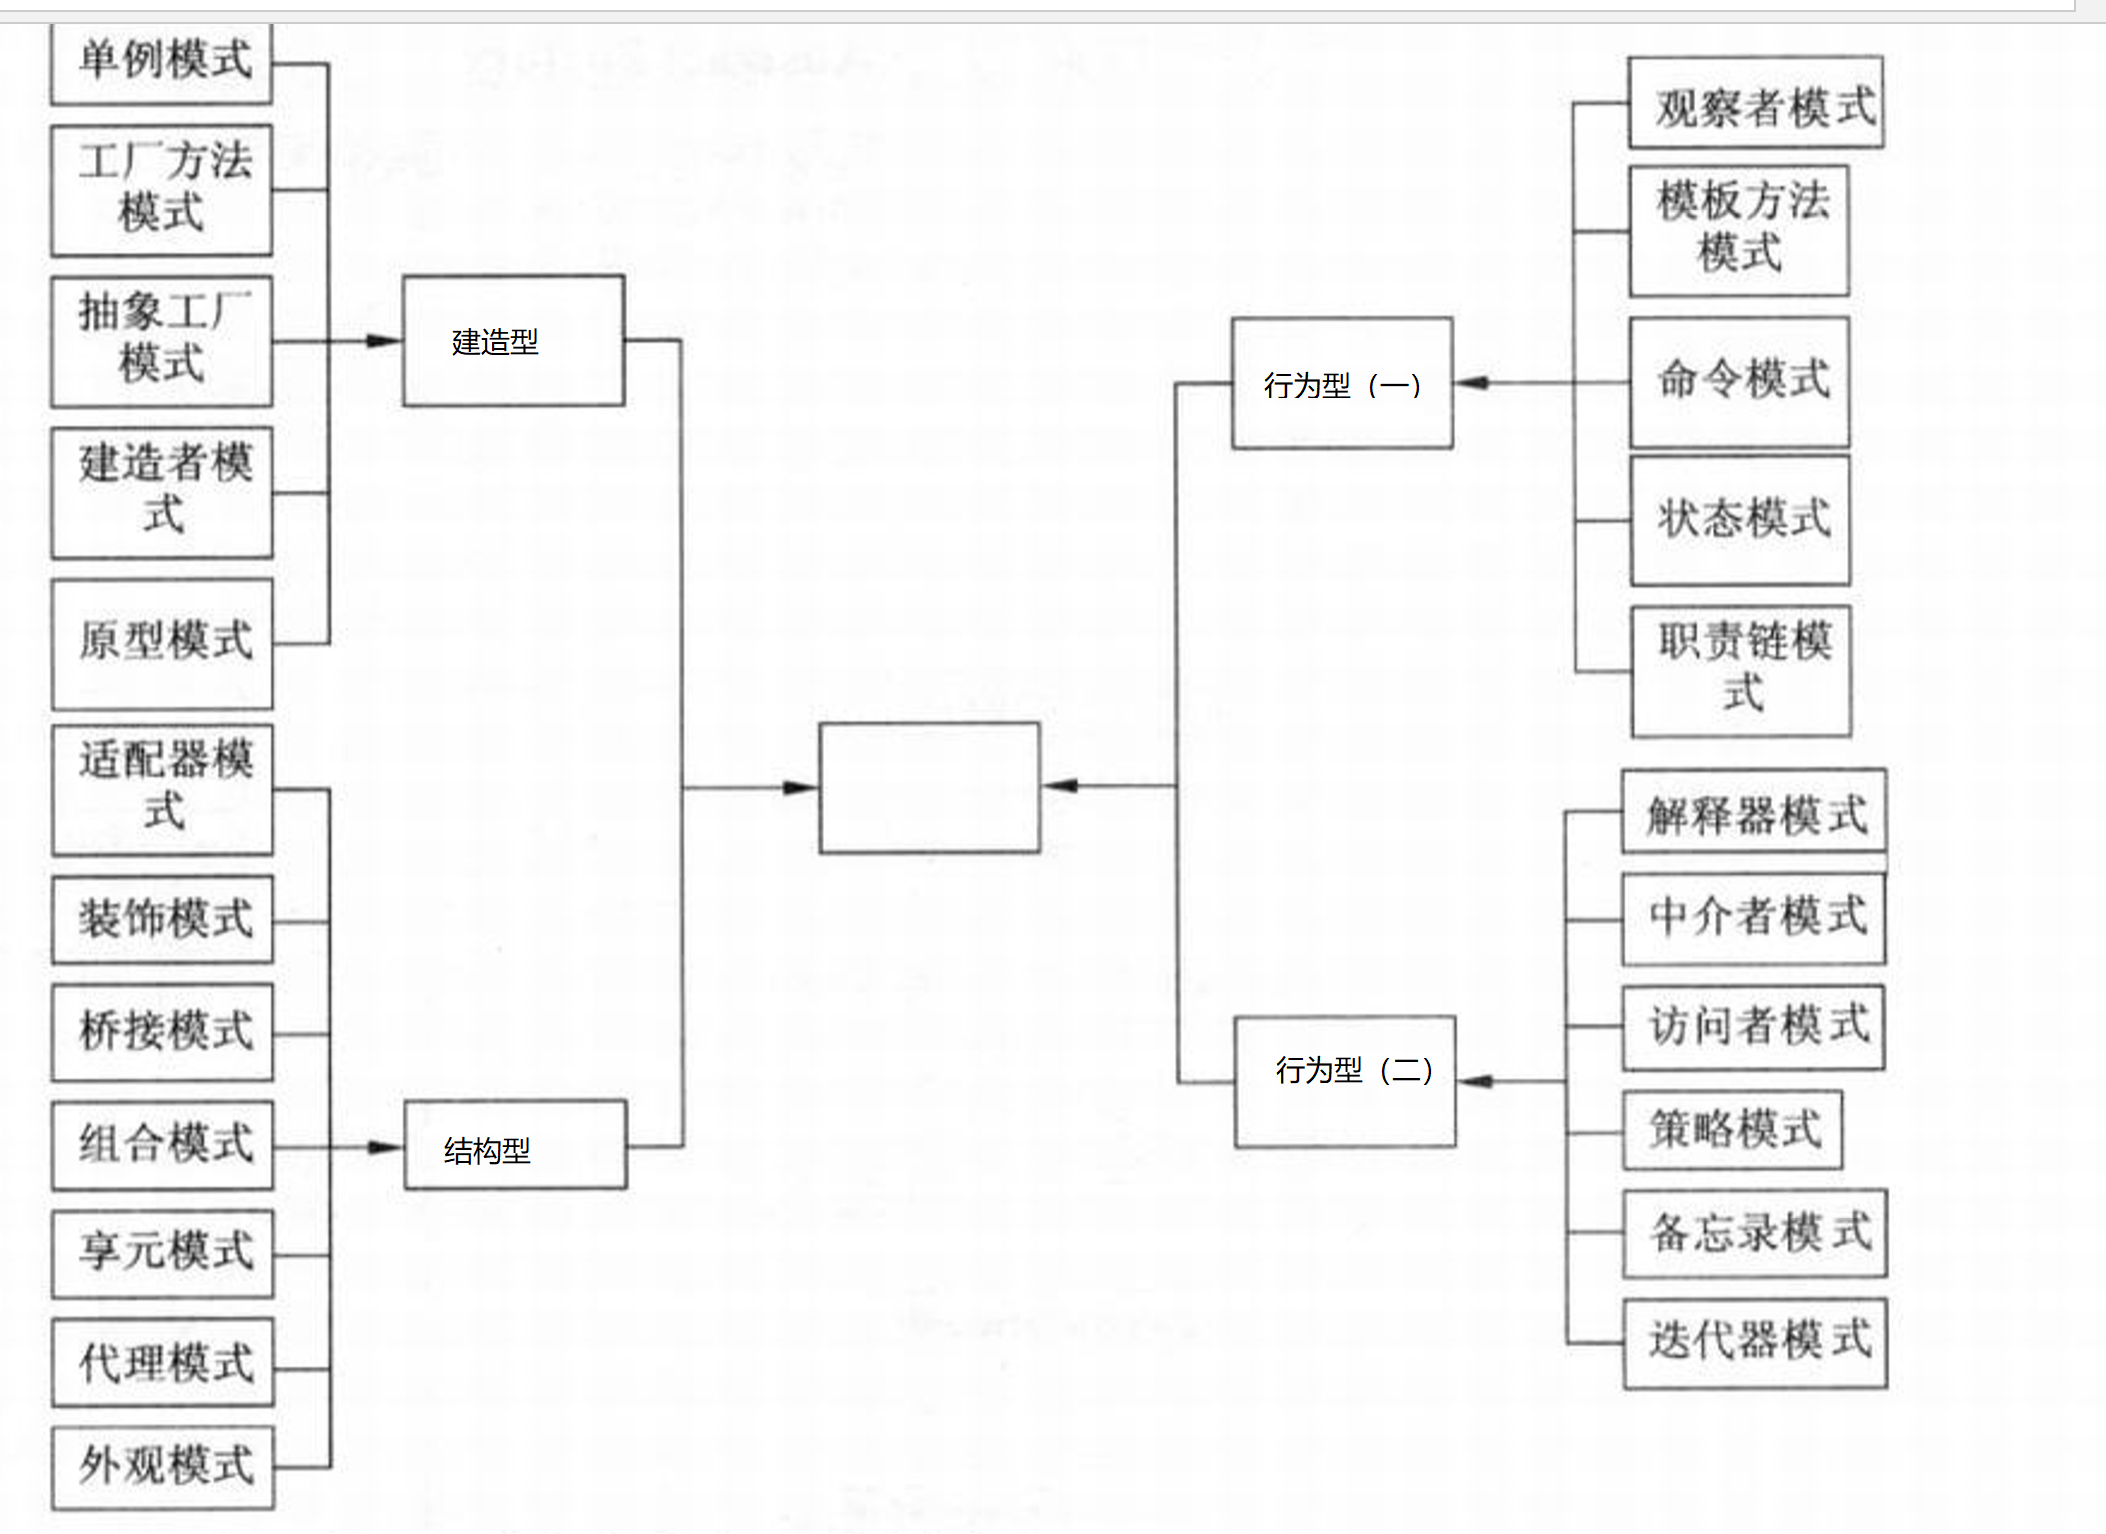 单例模式
工厂方法
模式
抽象工厂
模式
建造者模
式
原型模式
建造型
适配器模
式
装饰模式
桥接模式
组合模式
享元模式
代理模式
外观模式
结构型
行为型（一）
观察者模式
模板方法
模式
命令模式
状态模式
职责链模
式
行为型（二）
解释器模式
中介者模式
访问者模式
策略模式
备忘录模式
迭代器模式